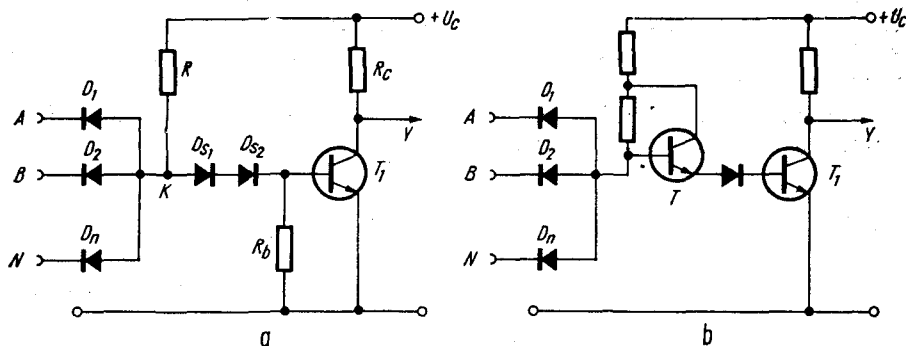 + U_c
R
R_c
D_1
A
Y
D_2
D_S1
D_S2
B
K
T_1
D_n
R_b
N
a
+ U_c
D_1
A
Y
D_2
B
T
T_1
D_n
N
b